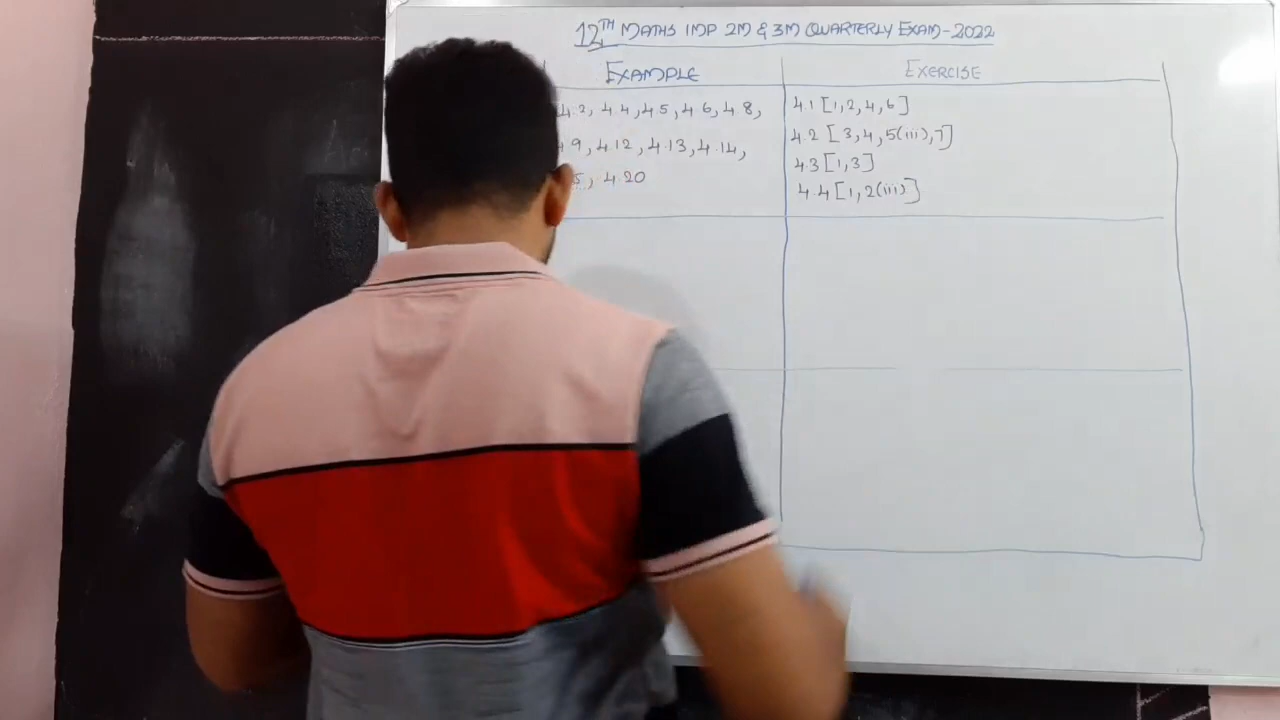 12TH MATHS IMP 2M & 3M QUARTERLY EXAM-2022
EXAMPLE
EXERCISE
4.2, 4.4, 4.5, 4.6, 4.8,
9, 4.12, 4.13, 4.14,
5, 4.20
4.1 [1,2,4,6]
4.2 [3,4,5(iii),7]
4.3 [1,3]
4.4 [1,2(iii)]